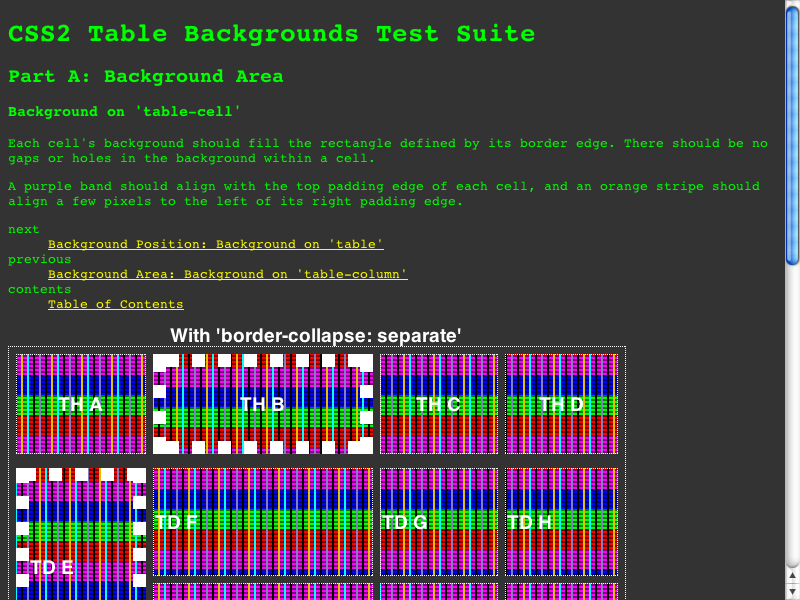 CSS2 Table Backgrounds Test Suite
Part A: Background Area
Background on 'table-cell'
Each cell's background should fill the rectangle defined by its border edge. There should be no
gaps or holes in the background within a cell.
A purple band should align with the top padding edge of each cell, and an orange stripe should
align a few pixels to the left of its right padding edge.
next
Background Position: Background on 'table'
previous
Background Area: Background on 'table-column'
contents
Table of Contents
With 'border-collapse: separate'
TH A TH B TH C TH D
TD F TD G TD H
TD E